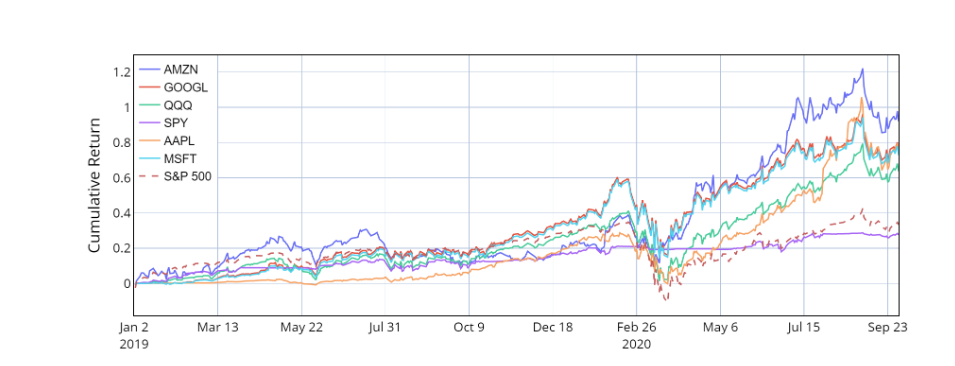 Cumulative Return
1.2
1
0.8
0.6
0.4
0.2
0
AMZN
GOOGL
QQQ
SPY
AAPL
MSFT
S&P 500
Jan 2
2019
Mar 13
May 22
Jul 31
Oct 9
Dec 18
Feb 26
2020
May 6
Jul 15
Sep 23